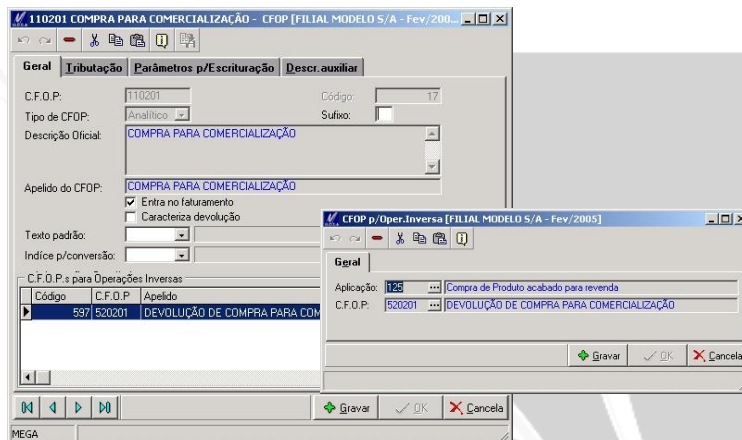 110201 COMPRA PARA COMERCIALIZAÇÃO - CFOP [FILIAL MODELO S/A - Fev/200...
Geral Tributação Parâmetros p/Escrituração Descr.auxiliar
C.F.O.P: 110201 Código: 17
Tipo de CFOP: Analítico Sufixo:
Descrição Oficial: COMPRA PARA COMERCIALIZAÇÃO
Apelido do CFOP: COMPRA PARA COMERCIALIZAÇÃO
Entra no faturamento
Caracteriza devolução
Texto padrão:
Indíce p/conversão:
C.F.O.P.s para Operações Inversas
Código C.F.O.P Apelido
597 520201 DEVOLUÇÃO DE COMPRA PARA COM
Gravar OK Cancela
MEGA
CFOP p/Oper.Inversa [FILIAL MODELO S/A - Fev/2005]
Geral
Aplicação: 125 ... Compra de Produto acabado para revenda
C.F.O.P: 520201 ... DEVOLUÇÃO DE COMPRA PARA COMERCIALIZAÇÃO
Gravar OK Cancela